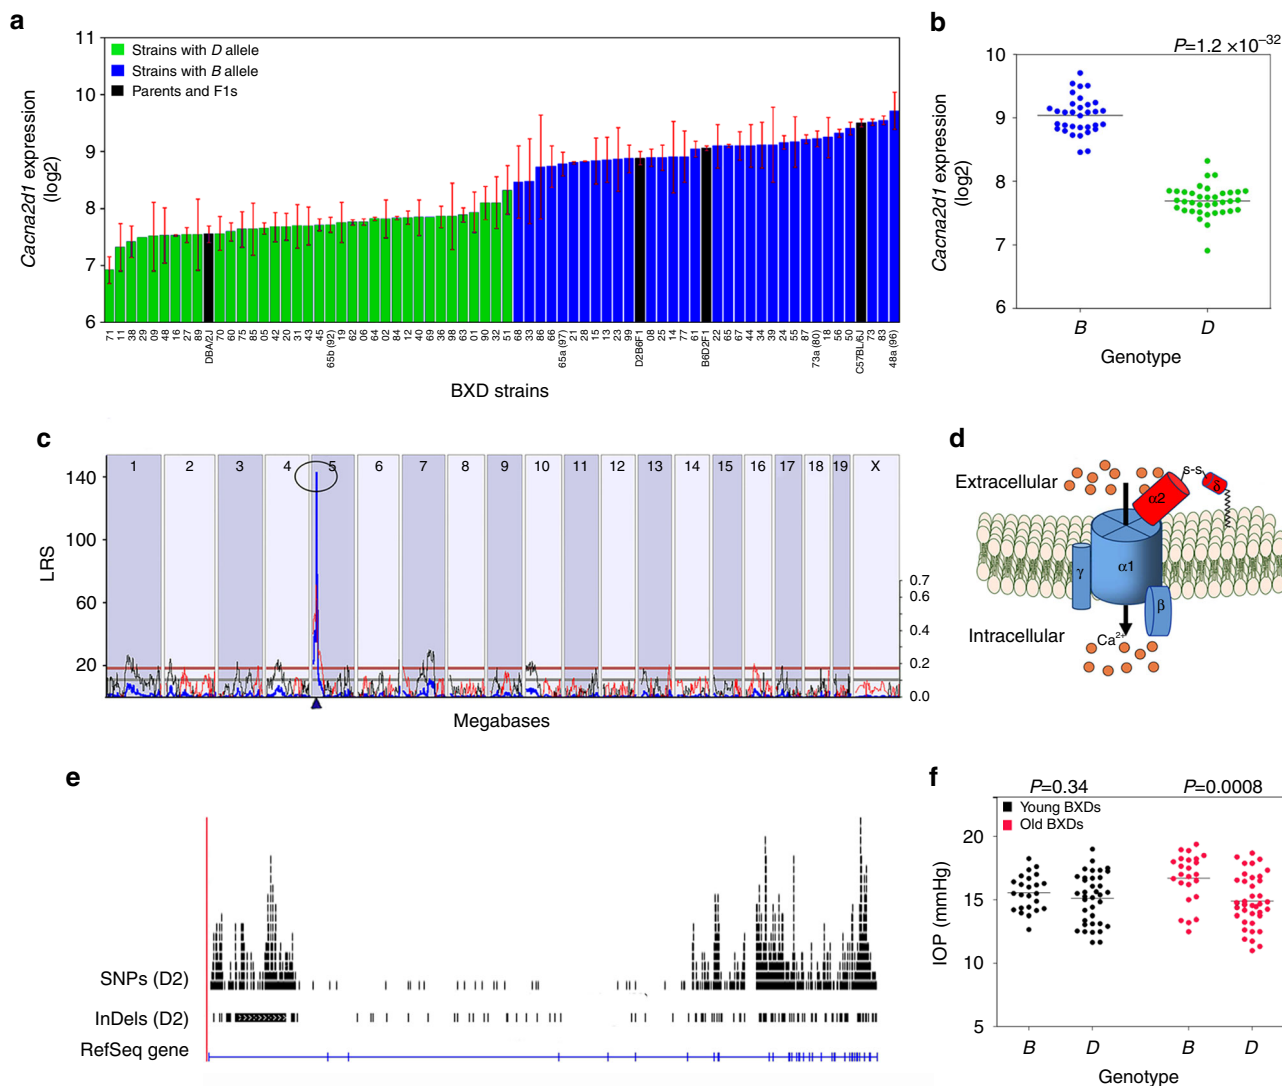 a
11
10
9
8
7
6
Cacna2d1 expression
(log2)
Strains with D allele
Strains with B allele
Parents and F1s
71 11 38 29 09 48 16 27 89 DBA/2J 70 60 75 85 05 42 20 31 43 45 65b (92) 19 62 06 64 02 84 12 40 69 36 98 63 01 90 32 51 68 33 86 66 65a (97) 21 28 15 13 23 99 D2B6F1 08 25 14 77 61 B6D2F1 22 65 67 44 34 39 24 55 87 73a (80) 18 56 50 C57BL/6J 73 83 48a (96)
BXD strains
b
P=1.2 ×10⁻³²
10
9
8
7
6
Cacna2d1 expression
(log2)
B D
Genotype
c
1 2 3 4 5 6 7 8 9 10 11 12 13 14 15 16 17 18 19 X
140
100
60
20
LRS
0.7
0.6
0.4
0.2
0.0
Megabases
d
Extracellular
s-s
α2
δ
γ
α1
β
Intracellular
Ca²⁺
e
SNPs (D2)
InDels (D2)
RefSeq gene
f
P=0.34 P=0.0008
Young BXDs
Old BXDs
20
15
10
5
IOP (mmHg)
B D B D
Genotype